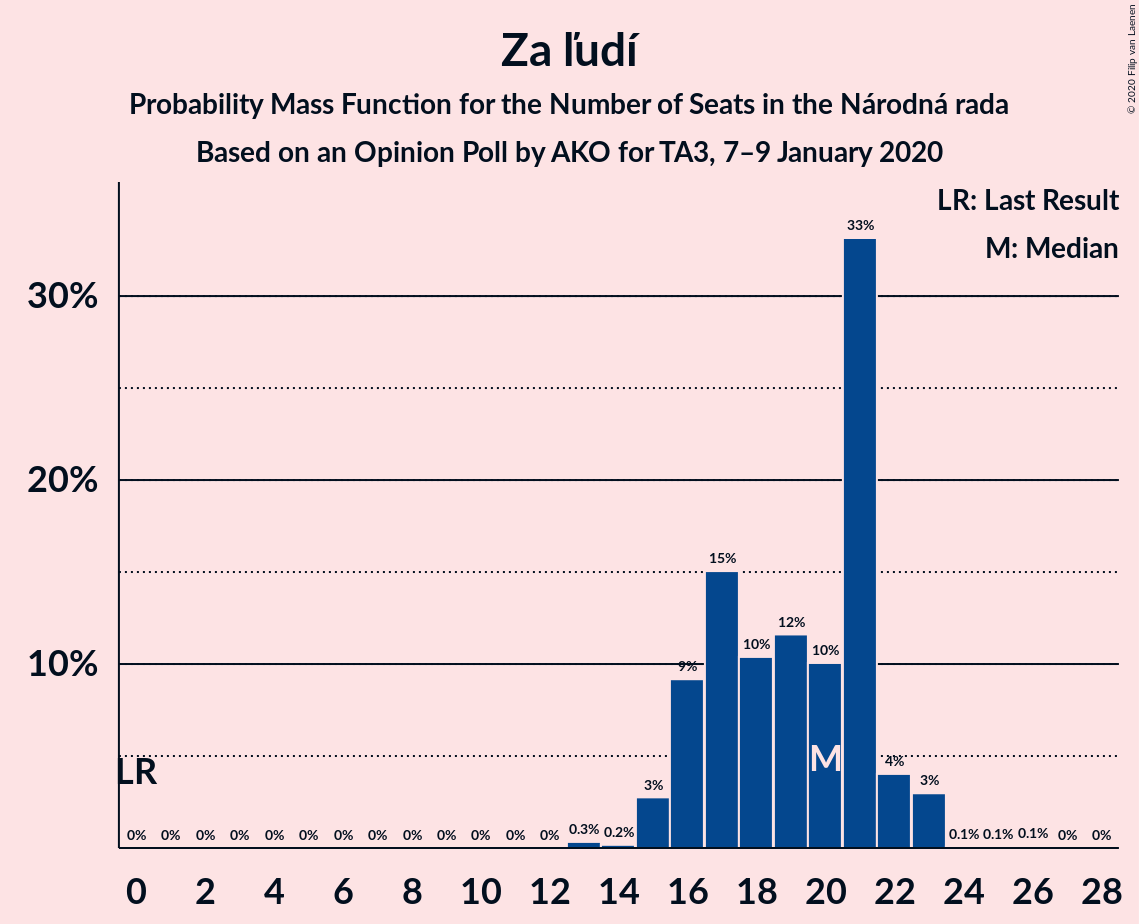 Za ľudí
Probability Mass Function for the Number of Seats in the Národná rada
Based on an Opinion Poll by AKO for TA3, 7–9 January 2020
© 2020 Filip van Laenen
LR: Last Result
M: Median
30%
20%
10%
33%
15%
12%
10%
10%
9%
4%
3%
3%
LR
M
0% 0% 0% 0% 0% 0% 0% 0% 0% 0% 0% 0% 0% 0.3% 0.2% 0.1% 0.1% 0.1% 0% 0%
0 2 4 6 8 10 12 14 16 18 20 22 24 26 28